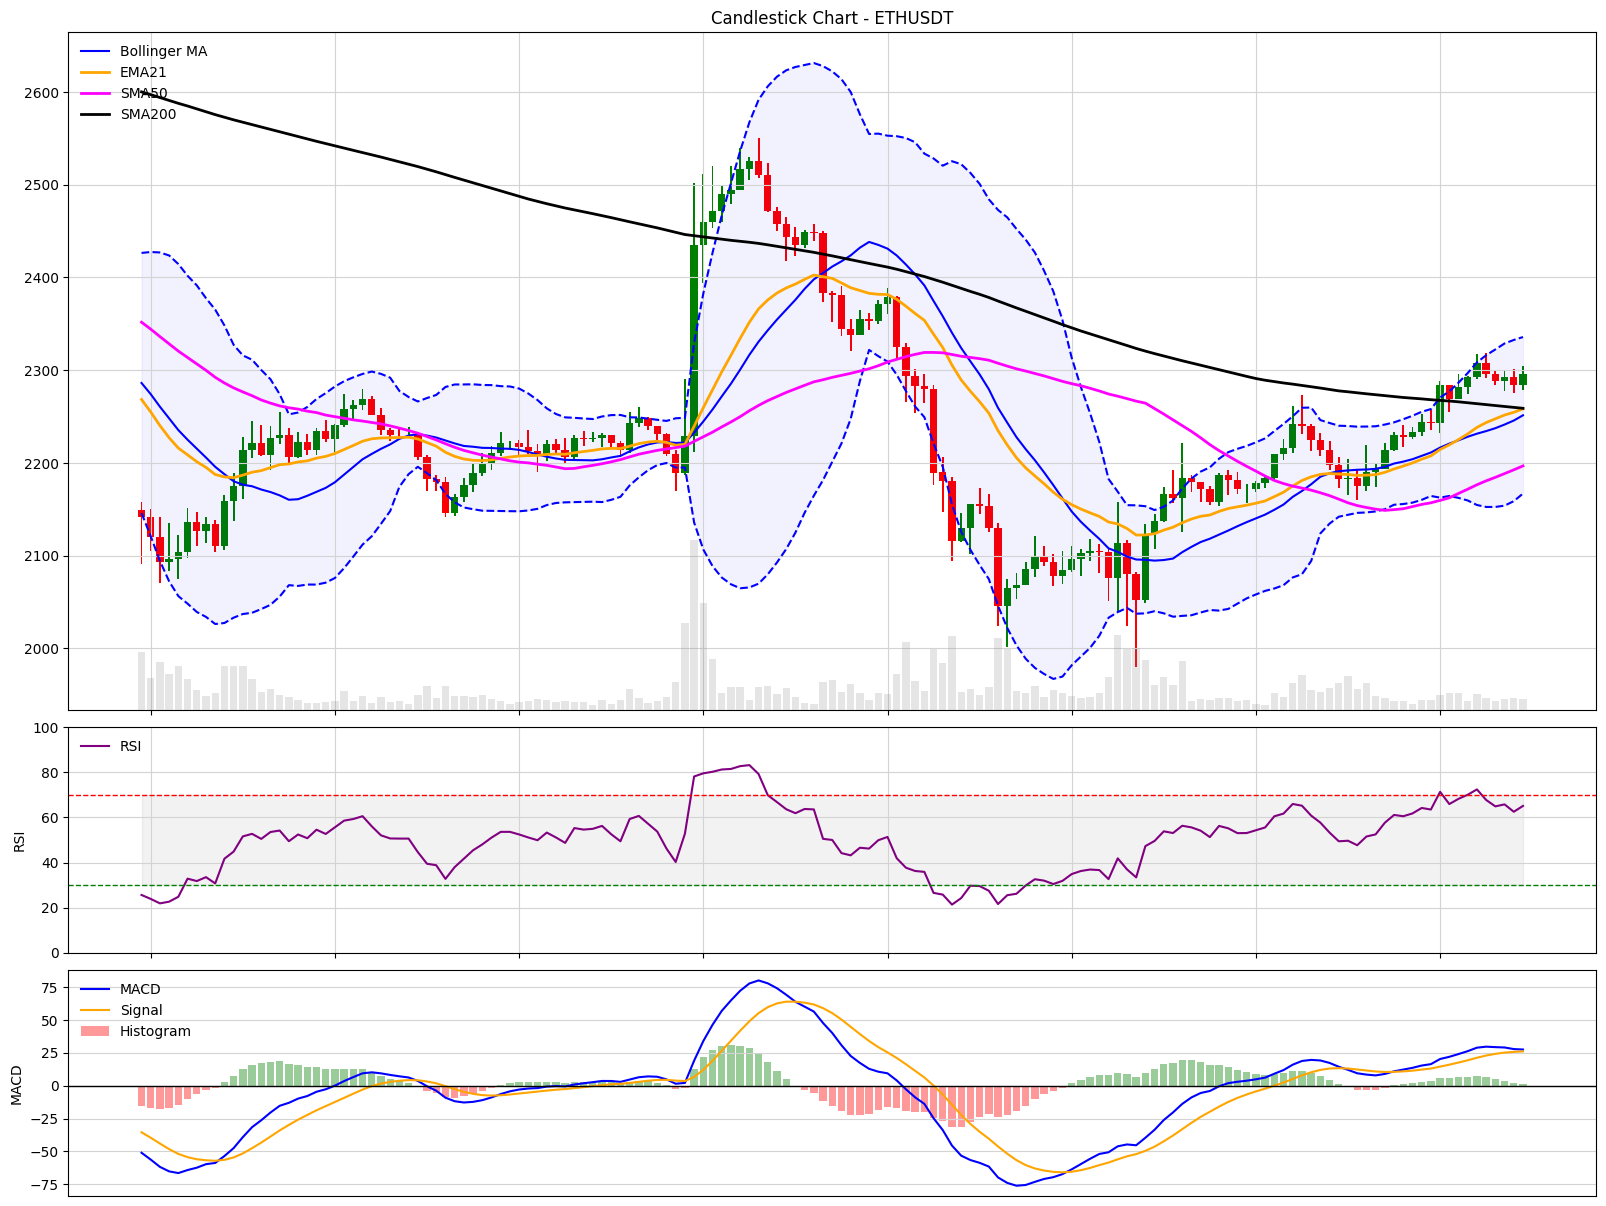 Candlestick Chart - ETHUSDT
Bollinger MA
EMA21
SMA50
SMA200
2600
2500
2400
2300
2200
2100
2000
RSI
100
80
60
40
20
0
RSI
MACD
Signal
Histogram
75
50
25
0
−25
−50
−75
MACD